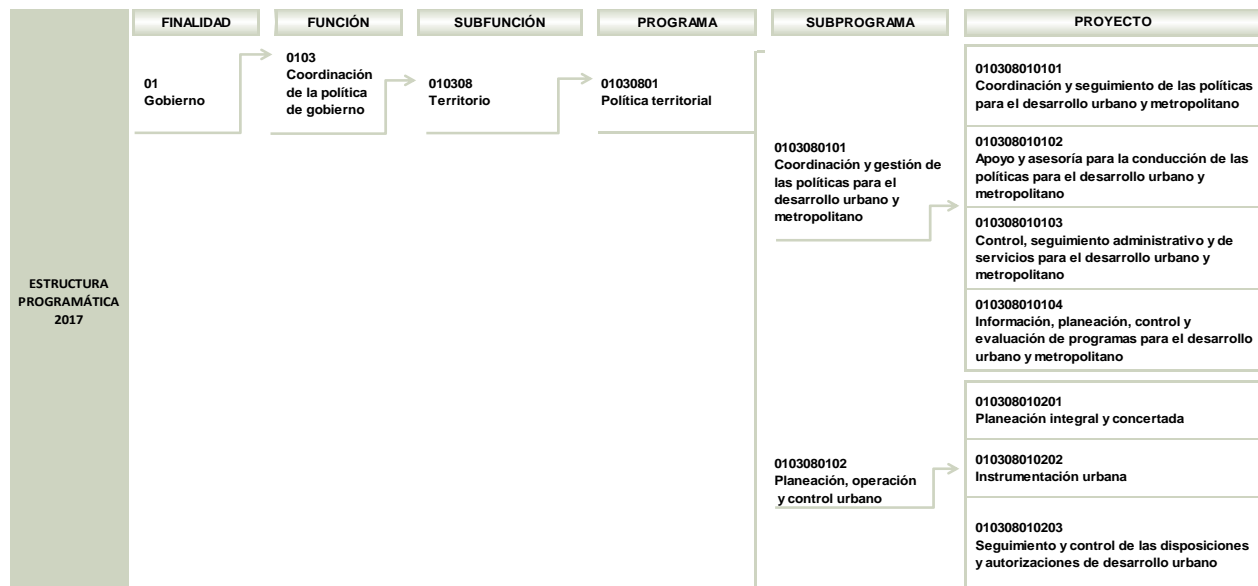 FINALIDAD
FUNCIÓN
SUBFUNCIÓN
PROGRAMA
SUBPROGRAMA
PROYECTO
ESTRUCTURA
PROGRAMÁTICA
2017
01
Gobierno
0103
Coordinación
de la política
de gobierno
010308
Territorio
01030801
Política territorial
0103080101
Coordinación y gestión de
las políticas para el
desarrollo urbano y
metropolitano
010308010101
Coordinación y seguimiento de las políticas
para el desarrollo urbano y metropolitano
010308010102
Apoyo y asesoría para la conducción de las
políticas para el desarrollo urbano y
metropolitano
010308010103
Control, seguimiento administrativo y de
servicios para el desarrollo urbano y
metropolitano
010308010104
Información, planeación, control y
evaluación de programas para el desarrollo
urbano y metropolitano
0103080102
Planeación, operación
y control urbano
010308010201
Planeación integral y concertada
010308010202
Instrumentación urbana
010308010203
Seguimiento y control de las disposiciones
y autorizaciones de desarrollo urbano